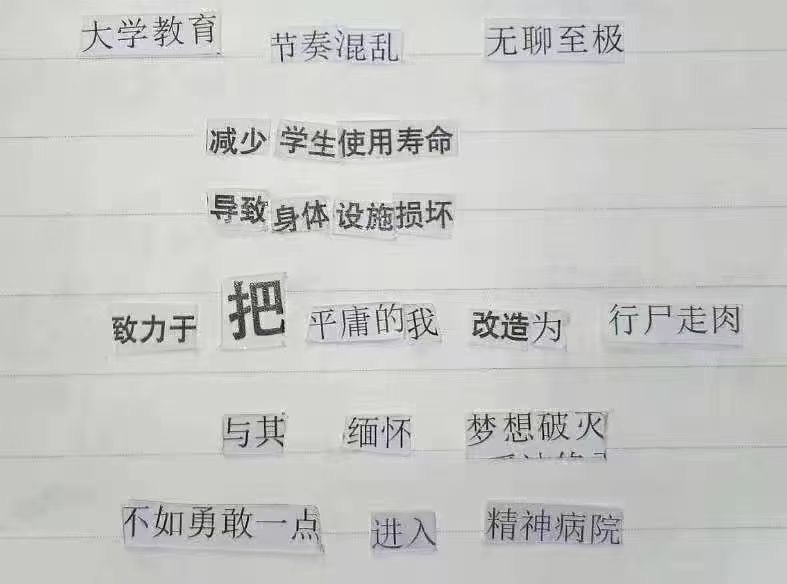 大学教育 节奏混乱 无聊至极
减少 学生使用寿命
导致 身体 设施损坏
致力于 把 平庸的我 改造为 行尸走肉
与其 缅怀 梦想破灭
不如勇敢一点 进入 精神病院